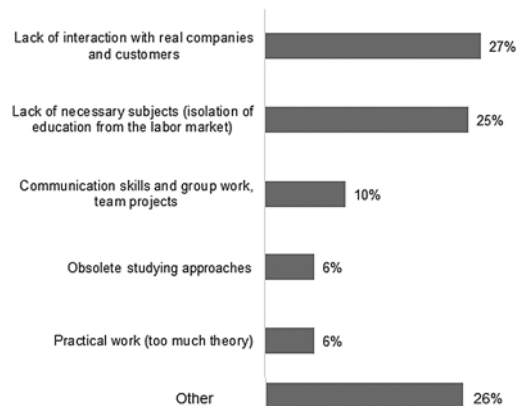 Lack of interaction with real companies
and customers
27%
Lack of necessary subjects (isolation of
education from the labor market)
25%
Communication skills and group work,
team projects
10%
Obsolete studying approaches
6%
Practical work (too much theory)
6%
Other
26%